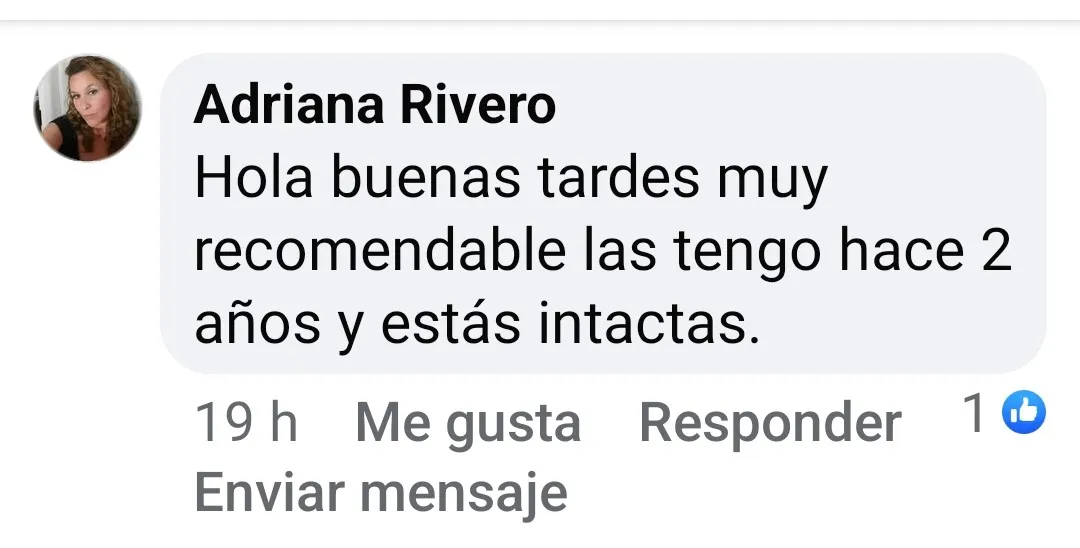 Adriana Rivero
Hola buenas tardes muy
recomendable las tengo hace 2
años y estás intactas.
19 h Me gusta Responder 1
Enviar mensaje